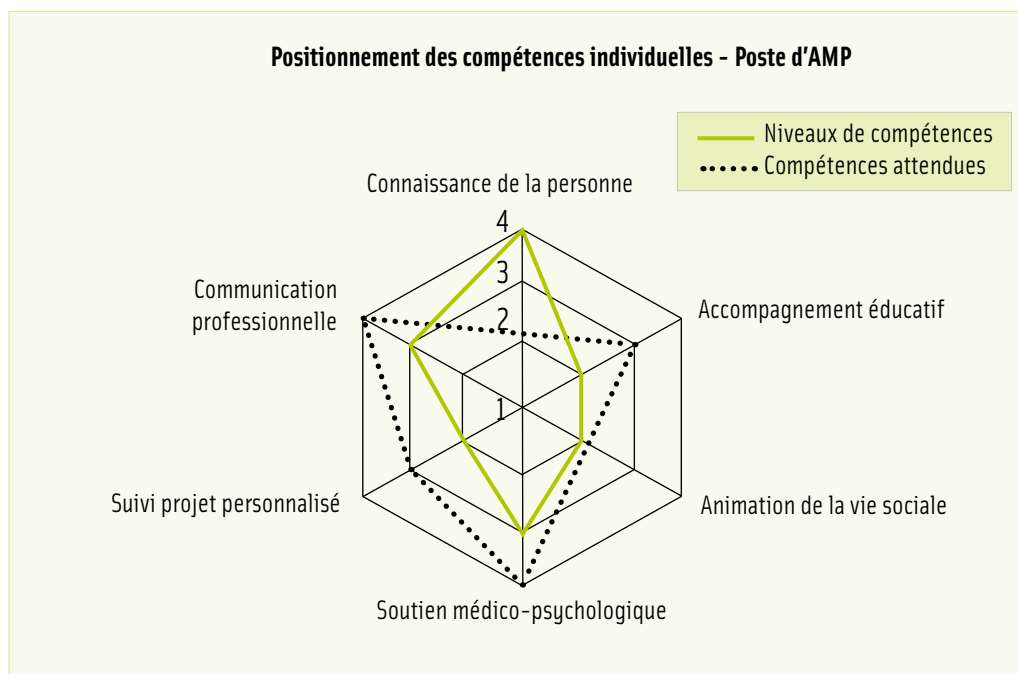 Positionnement des compétences individuelles - Poste d'AMP
Niveaux de compétences
Compétences attendues
Connaissance de la personne
4
3
2
1
Communication
professionnelle
Accompagnement éducatif
Suivi projet personnalisé
Animation de la vie sociale
Soutien médico-psychologique